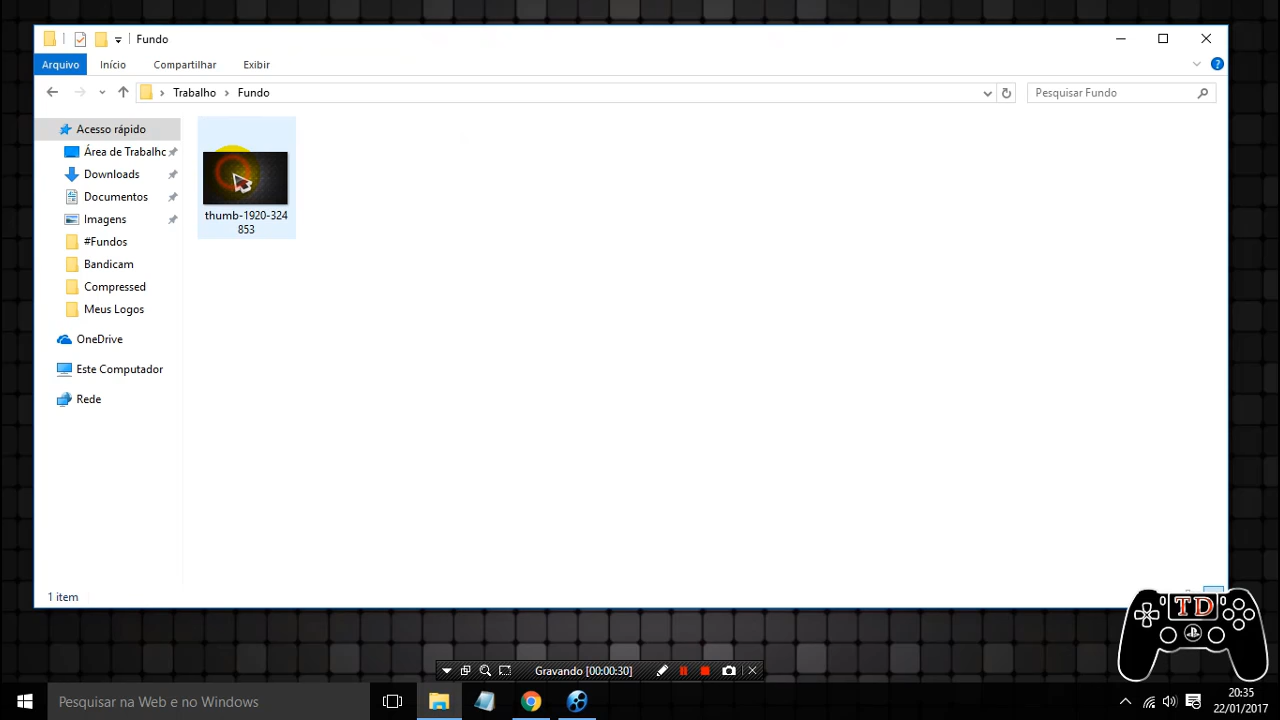 Fundo
Arquivo
Início
Compartilhar
Exibir
Trabalho
Fundo
Pesquisar Fundo
Acesso rápido
Área de Trabalhc
Downloads
Documentos
Imagens
#Fundos
Bandicam
Compressed
Meus Logos
OneDrive
Este Computador
Rede
thumb-1920-324
853
1 item
TD
Gravando [00:00:30]
Pesquisar na Web e no Windows
20:35
22/01/2017